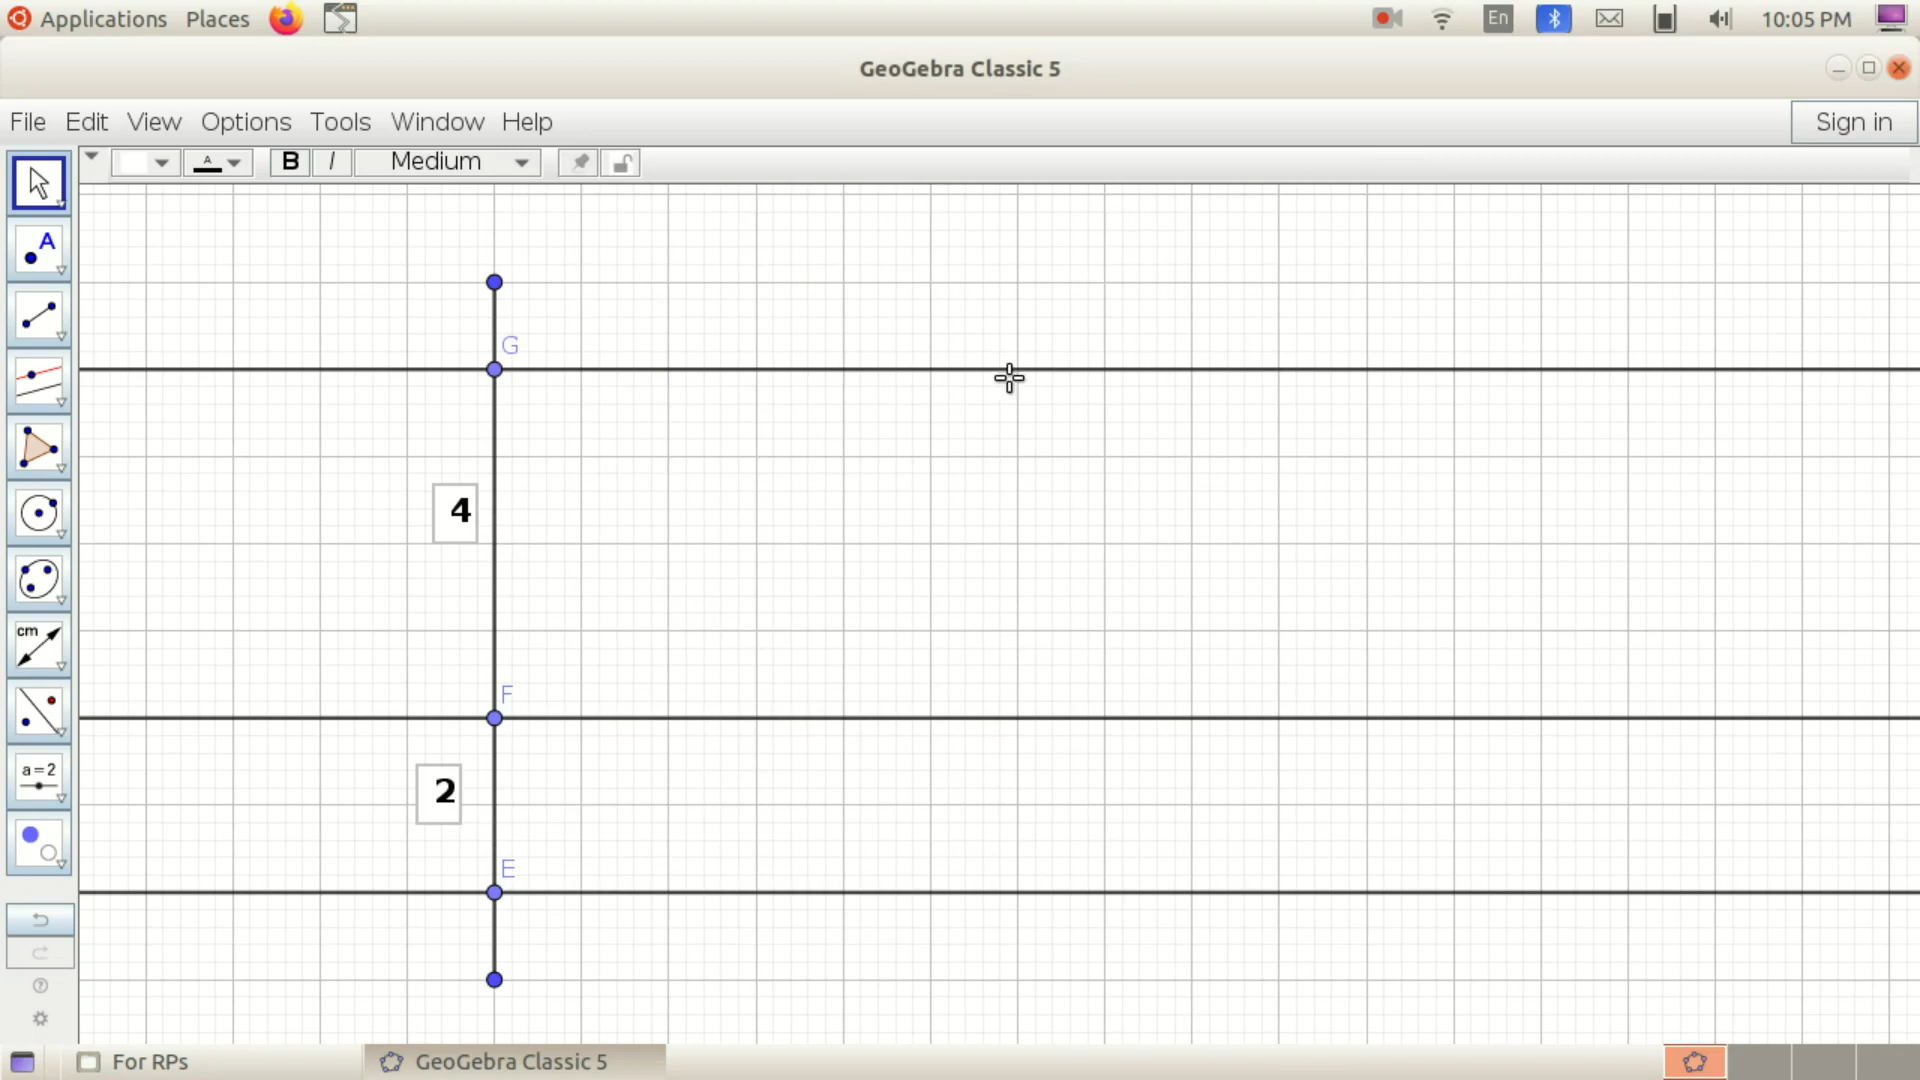 Applications Places En 10:05 PM
GeoGebra Classic 5
File Edit View Options Tools Window Help Sign in
A B I Medium
A
G
4
cm
F
a=2
2
E
For RPs GeoGebra Classic 5